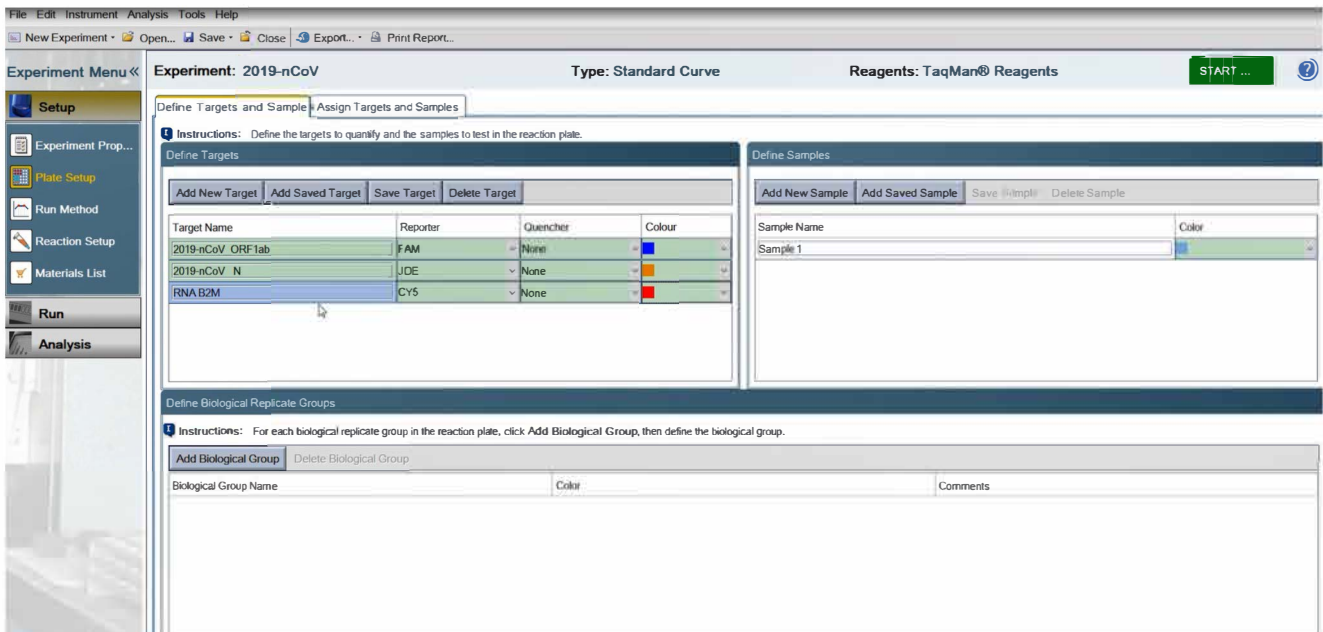 File Edit Instrument Analysis Tools Help
New Experiment Open... Save Close Export... Print Report...
Experiment Menu «
Experiment: 2019-nCoV Type: Standard Curve Reagents: TaqMan® Reagents START ... ?
Setup
Experiment Prop...
Plate Setup
Run Method
Reaction Setup
Materials List
Run
Analysis
Define Targets and Sample Assign Targets and Samples
Instructions: Define the targets to quantify and the samples to test in the reaction plate.
Define Targets
Add New Target Add Saved Target Save Target Delete Target
Target Name Reporter Quencher Colour
2019-nCoV ORF1ab FAM None
2019-nCoV N JOE None
RNA B2M CY5 None
Define Samples
Add New Sample Add Saved Sample Save Delete Sample
Sample Name Color
Sample 1
Define Biological Replicate Groups
Instructions: For each biological replicate group in the reaction plate, click Add Biological Group, then define the biological group.
Add Biological Group Delete Biological Group
Biological Group Name Color Comments